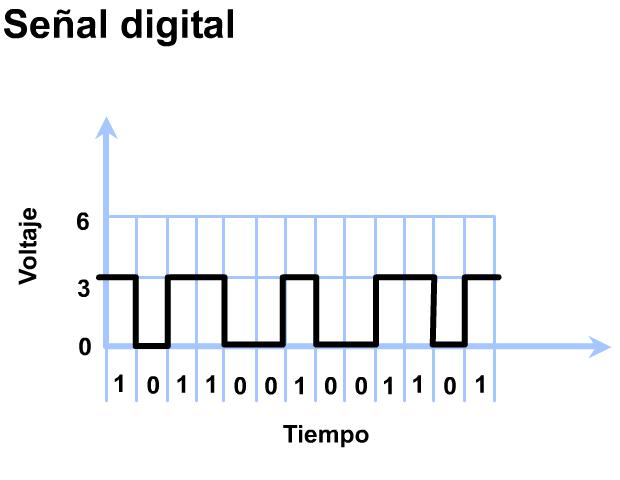 Señal digital
Voltaje
6
3
0
1 0 1 1 0 0 1 0 0 1 1 0 1
Tiempo